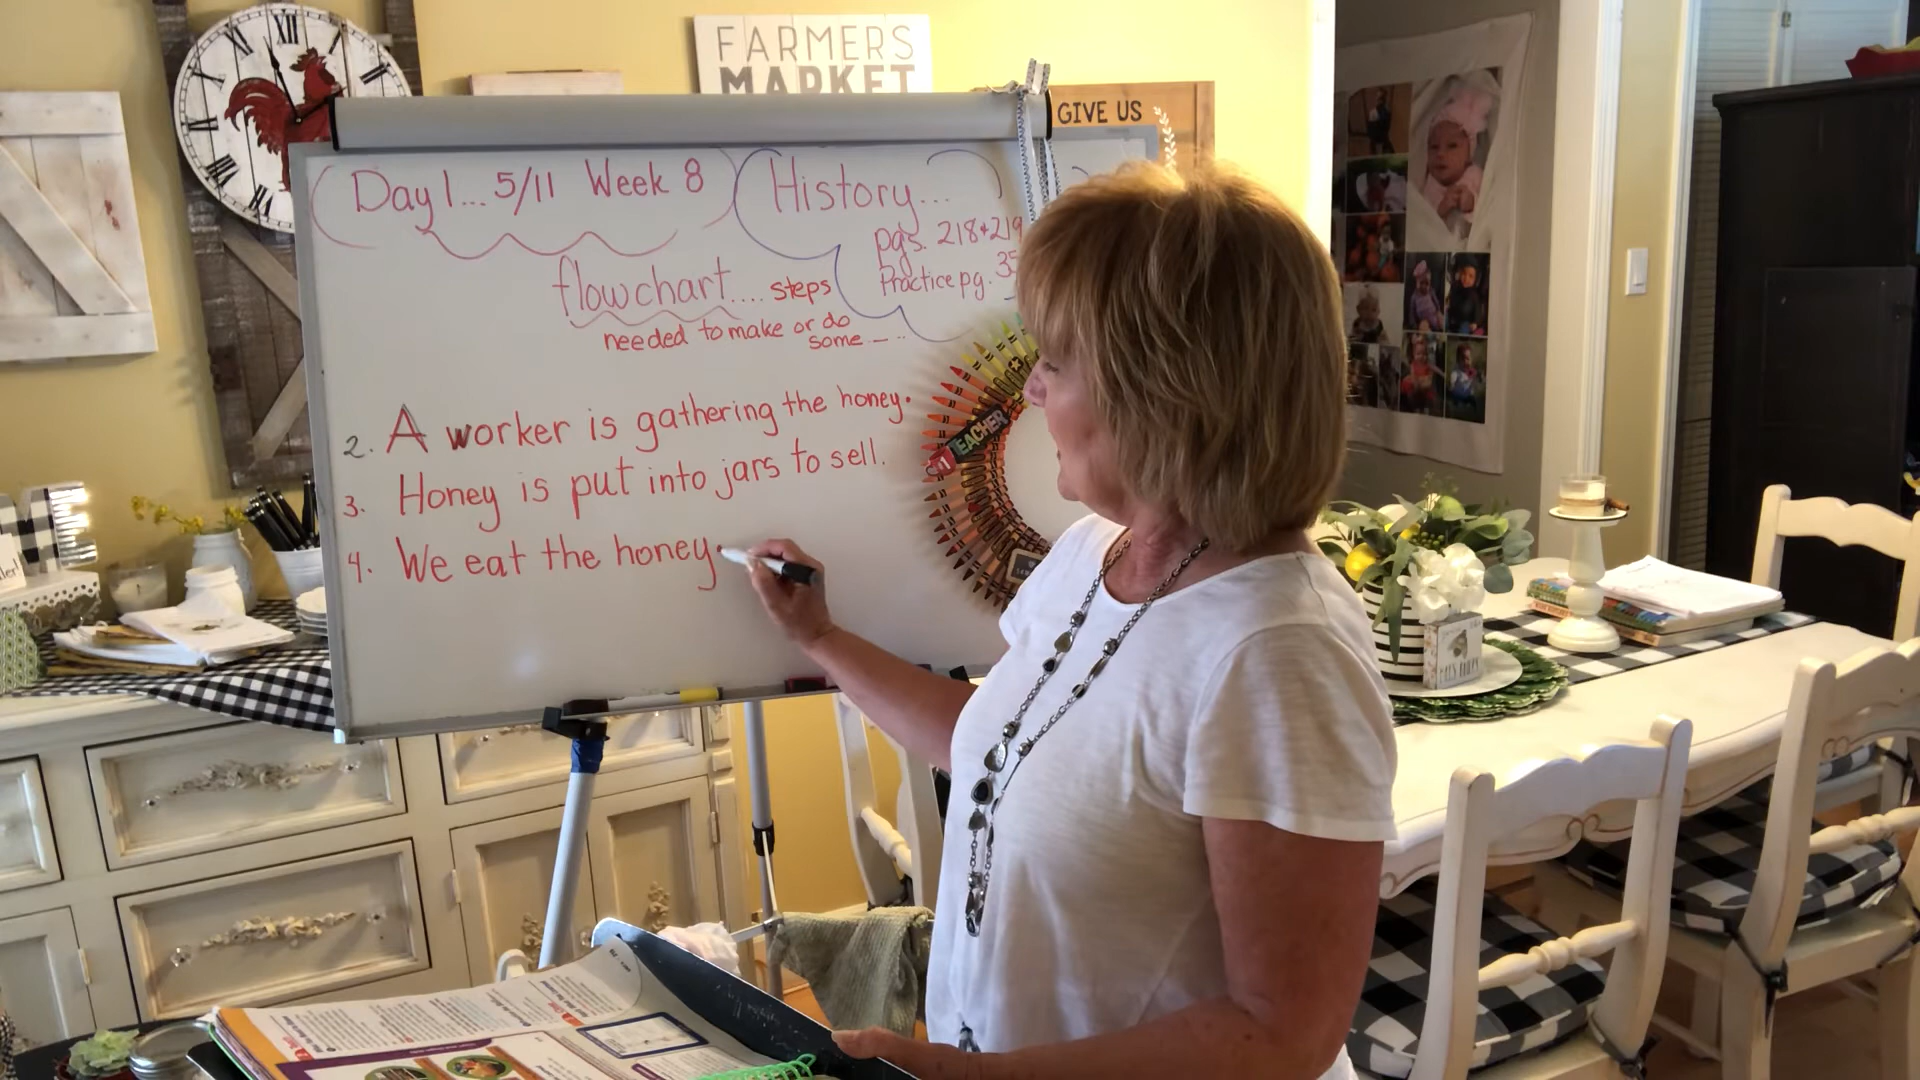 FARMERS
MARKET
GIVE US
Day 1... 5/11 Week 8
History...
pgs. 218+219
Practice pg. 35
flowchart.... steps
needed to make or do
some — ..
2. A worker is gathering the honey.
3. Honey is put into jars to sell.
4. We eat the honey.
#1 TEACHER